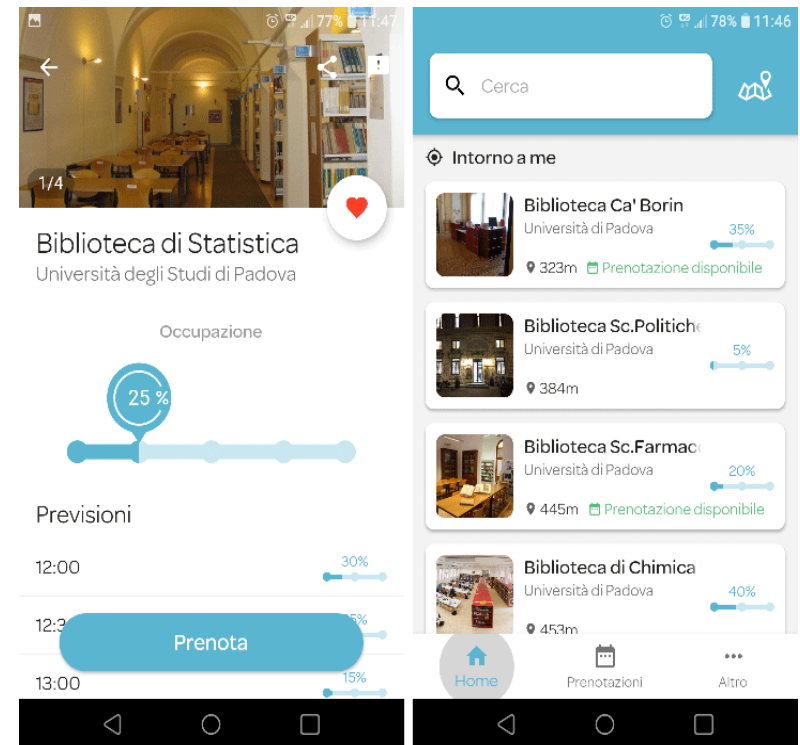 77% 11:47
1/4
Biblioteca di Statistica
Università degli Studi di Padova
Occupazione
25 %
Previsioni
12:00 30%
12:3 5%
Prenota
13:00 15%
78% 11:46
Cerca
Intorno a me
Biblioteca Ca' Borin
Università di Padova 35%
323m Prenotazione disponibile
Biblioteca Sc.Politich
Università di Padova 5%
384m
Biblioteca Sc.Farmac
Università di Padova 20%
445m Prenotazione disponibile
Biblioteca di Chimica
Università di Padova 40%
453m
Home Prenotazioni Altro